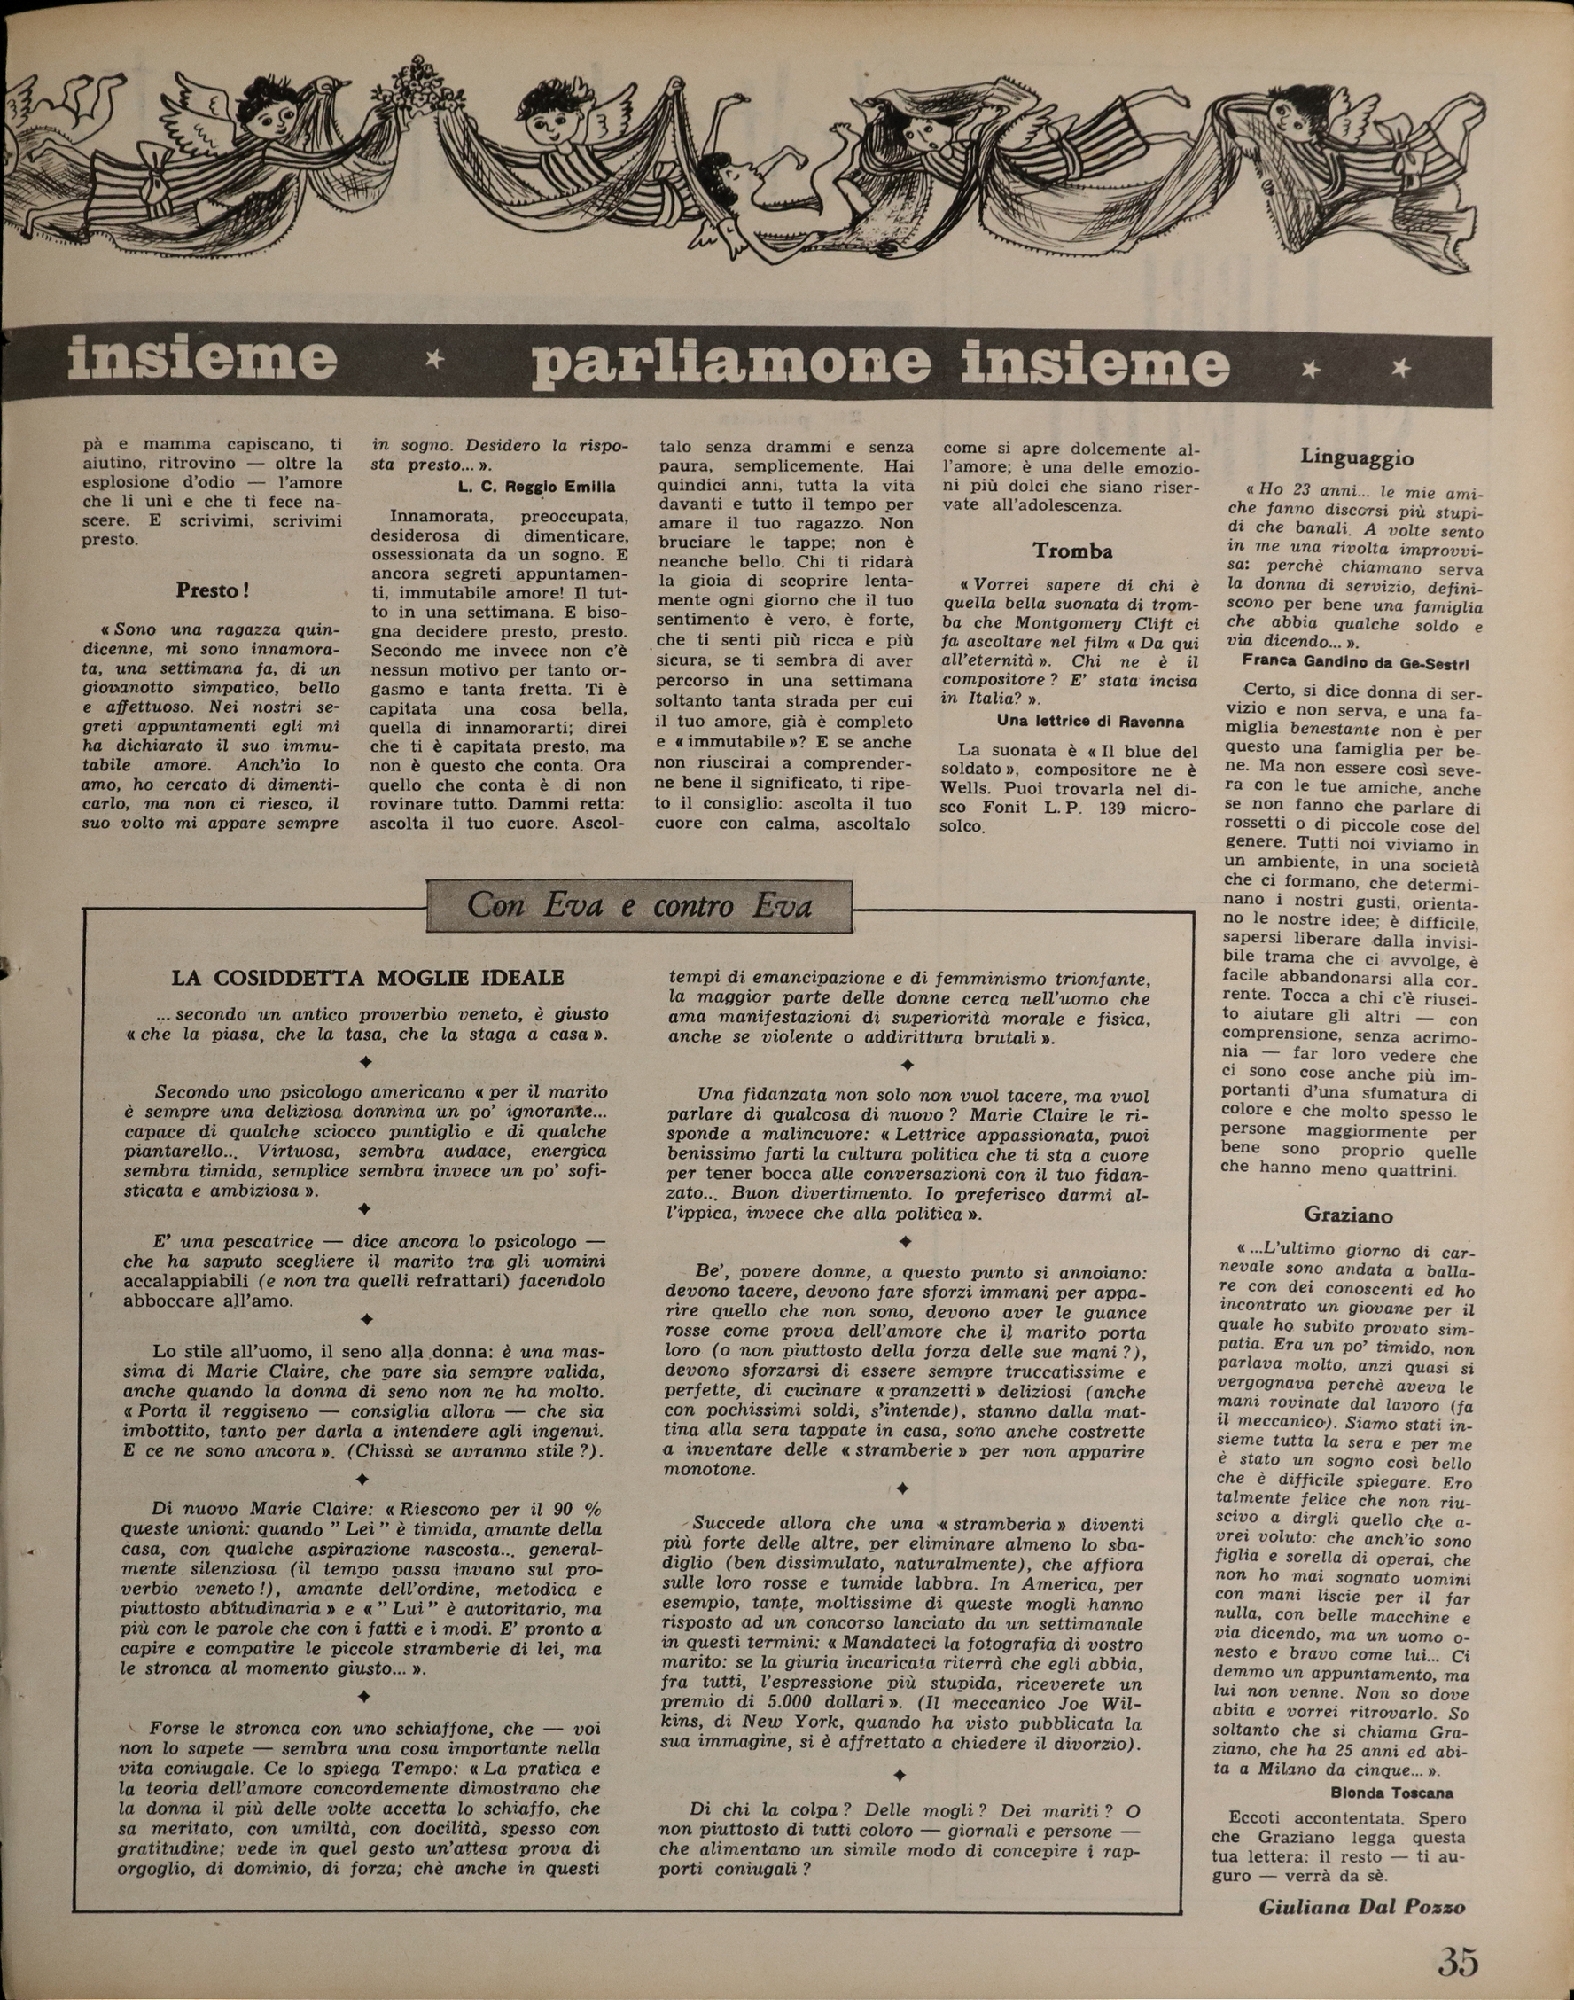 insieme * parliamone insieme * *
pà e mamma capiscano, ti
aiutino, ritrovino — oltre la
esplosione d'odio — l'amore
che li unì e che ti fece na-
scere. E scrivimi, scrivimi
presto.
Presto!
« Sono una ragazza quin-
dicenne, mi sono innamora-
ta, una settimana fa, di un
giovanotto simpatico, bello
e affettuoso. Nei nostri se-
greti appuntamenti egli mi
ha dichiarato il suo immu-
tabile amore. Anch'io lo
amo, ho cercato di dimenti-
carlo, ma non ci riesco, il
suo volto mi appare sempre
in sogno. Desidero la rispo-
sta presto... ».
L. C. Reggio Emilia
Innamorata, preoccupata,
desiderosa di dimenticare,
ossessionata da un sogno. E
ancora segreti appuntamen-
ti, immutabile amore! Il tut-
to in una settimana. E biso-
gna decidere presto, presto.
Secondo me invece non c'è
nessun motivo per tanto or-
gasmo e tanta fretta. Ti è
capitata una cosa bella,
quella di innamorarti; direi
che ti è capitata presto, ma
non è questo che conta. Ora
quello che conta è di non
rovinare tutto. Dammi retta:
ascolta il tuo cuore. Ascol-
talo senza drammi e senza
paura, semplicemente. Hai
quindici anni, tutta la vita
davanti e tutto il tempo per
amare il tuo ragazzo. Non
bruciare le tappe; non è
neanche bello. Chi ti ridarà
la gioia di scoprire lenta-
mente ogni giorno che il tuo
sentimento è vero, è forte,
che ti senti più ricca e più
sicura, se ti sembra di aver
percorso in una settimana
soltanto tanta strada per cui
il tuo amore, già è completo
e « immutabile »? E se anche
non riuscirai a comprender-
ne bene il significato, ti ripe-
to il consiglio: ascolta il tuo
cuore con calma, ascoltalo
come si apre dolcemente al-
l'amore; è una delle emozio-
ni più dolci che siano riser-
vate all'adolescenza.
Tromba
« Vorrei sapere di chi è
quella bella suonata di trom-
ba che Montgomery Clift ci
fa ascoltare nel film « Da qui
all'eternità ». Chi ne è il
compositore? E' stata incisa
in Italia? ».
Una lettrice di Ravenna
La suonata è « Il blue del
soldato », compositore ne è
Wells. Puoi trovarla nel di-
sco Fonit L. P. 139 micro-
solco.
Linguaggio
« Ho 23 anni... le mie ami-
che fanno discorsi più stupi-
di che banali. A volte sento
in me una rivolta improvvi-
sa: perchè chiamano serva
la donna di servizio, defini-
scono per bene una famiglia
che abbia qualche soldo e
via dicendo... ».
Franca Gandino da Ge-Sestri
Certo, si dice donna di ser-
vizio e non serva, e una fa-
miglia benestante non è per
questo una famiglia per be-
ne. Ma non essere così seve-
ra con le tue amiche, anche
se non fanno che parlare di
rossetti o di piccole cose del
genere. Tutti noi viviamo in
un ambiente, in una società
che ci formano, che determi-
nano i nostri gusti, orienta-
no le nostre idee; è difficile,
sapersi liberare dalla invisi-
bile trama che ci avvolge, è
facile abbandonarsi alla cor-
rente. Tocca a chi c'è riusci-
to aiutare gli altri — con
comprensione, senza acrimo-
nia — far loro vedere che
ci sono cose anche più im-
portanti d'una sfumatura di
colore e che molto spesso le
persone maggiormente per
bene sono proprio quelle
che hanno meno quattrini.
Graziano
« ...L'ultimo giorno di car-
nevale sono andata a balla-
re con dei conoscenti ed ho
incontrato un giovane per il
quale ho subito provato sim-
patia. Era un po' timido, non
parlava molto, anzi quasi si
vergognava perchè aveva le
mani rovinate dal lavoro (fa
il meccanico). Siamo stati in-
sieme tutta la sera e per me
è stato un sogno così bello
che è difficile spiegare. Ero
talmente felice che non riu-
scivo a dirgli quello che a-
vrei voluto: che anch'io sono
figlia e sorella di operai, che
non ho mai sognato uomini
con mani liscie per il far
nulla, con belle macchine e
via dicendo, ma un uomo o-
nesto e bravo come lui... Ci
demmo un appuntamento, ma
lui non venne. Non so dove
abita e vorrei ritrovarlo. So
soltanto che si chiama Gra-
ziano, che ha 25 anni ed abi-
ta a Milano da cinque... ».
Bionda Toscana
Eccoti accontentata. Spero
che Graziano legga questa
tua lettera: il resto — ti au-
guro — verrà da sè.
Giuliana Dal Pozzo
Con Eva e contro Eva
LA COSIDDETTA MOGLIE IDEALE
... secondo un antico proverbio veneto, è giusto
« che la piasa, che la tasa, che la staga a casa ».
Secondo uno psicologo americano « per il marito
è sempre una deliziosa donnina un po' ignorante...
capace di qualche sciocco puntiglio e di qualche
piantarello... Virtuosa, sembra audace, energica
sembra timida, semplice sembra invece un po' sofi-
sticata e ambiziosa ».
E' una pescatrice — dice ancora lo psicologo —
che ha saputo scegliere il marito tra gli uomini
accalappiabili (e non tra quelli refrattari) facendolo
abboccare all'amo.
Lo stile all'uomo, il seno alla donna: è una mas-
sima di Marie Claire, che pare sia sempre valida,
anche quando la donna di seno non ne ha molto.
« Porta il reggiseno — consiglia allora — che sia
imbottito, tanto per darla a intendere agli ingenui.
E ce ne sono ancora ». (Chissà se avranno stile?).
Di nuovo Marie Claire: « Riescono per il 90 %
queste unioni: quando " Lei " è timida, amante della
casa, con qualche aspirazione nascosta... general-
mente silenziosa (il tempo passa invano sul pro-
verbio veneto!), amante dell'ordine, metodica e
piuttosto abitudinaria » e « " Lui " è autoritario, ma
più con le parole che con i fatti e i modi. E' pronto a
capire e compatire le piccole stramberie di lei, ma
le stronca al momento giusto... ».
Forse le stronca con uno schiaffone, che — voi
non lo sapete — sembra una cosa importante nella
vita coniugale. Ce lo spiega Tempo: « La pratica e
la teoria dell'amore concordemente dimostrano che
la donna il più delle volte accetta lo schiaffo, che
sa meritato, con umiltà, con docilità, spesso con
gratitudine; vede in quel gesto un'attesa prova di
orgoglio, di dominio, di forza; chè anche in questi
tempi di emancipazione e di femminismo trionfante,
la maggior parte delle donne cerca nell'uomo che
ama manifestazioni di superiorità morale e fisica,
anche se violente o addirittura brutali ».
Una fidanzata non solo non vuol tacere, ma vuol
parlare di qualcosa di nuovo? Marie Claire le ri-
sponde a malincuore: « Lettrice appassionata, puoi
benissimo farti la cultura politica che ti sta a cuore
per tener bocca alle conversazioni con il tuo fidan-
zato... Buon divertimento. Io preferisco darmi al-
l'ippica, invece che alla politica ».
Be', povere donne, a questo punto si annoiano:
devono tacere, devono fare sforzi immani per appa-
rire quello che non sono, devono aver le guance
rosse come prova dell'amore che il marito porta
loro (o non piuttosto della forza delle sue mani?),
devono sforzarsi di essere sempre truccatissime e
perfette, di cucinare « pranzetti » deliziosi (anche
con pochissimi soldi, s'intende), stanno dalla mat-
tina alla sera tappate in casa, sono anche costrette
a inventare delle « stramberie » per non apparire
monotone.
Succede allora che una « stramberia » diventi
più forte delle altre, per eliminare almeno lo sba-
diglio (ben dissimulato, naturalmente), che affiora
sulle loro rosse e tumide labbra. In America, per
esempio, tante, moltissime di queste mogli hanno
risposto ad un concorso lanciato da un settimanale
in questi termini: « Mandateci la fotografia di vostro
marito: se la giuria incaricata riterrà che egli abbia,
fra tutti, l'espressione più stupida, riceverete un
premio di 5.000 dollari ». (Il meccanico Joe Wil-
kins, di New York, quando ha visto pubblicata la
sua immagine, si è affrettato a chiedere il divorzio).
Di chi la colpa? Delle mogli? Dei mariti? O
non piuttosto di tutti coloro — giornali e persone —
che alimentano un simile modo di concepire i rap-
porti coniugali?
35